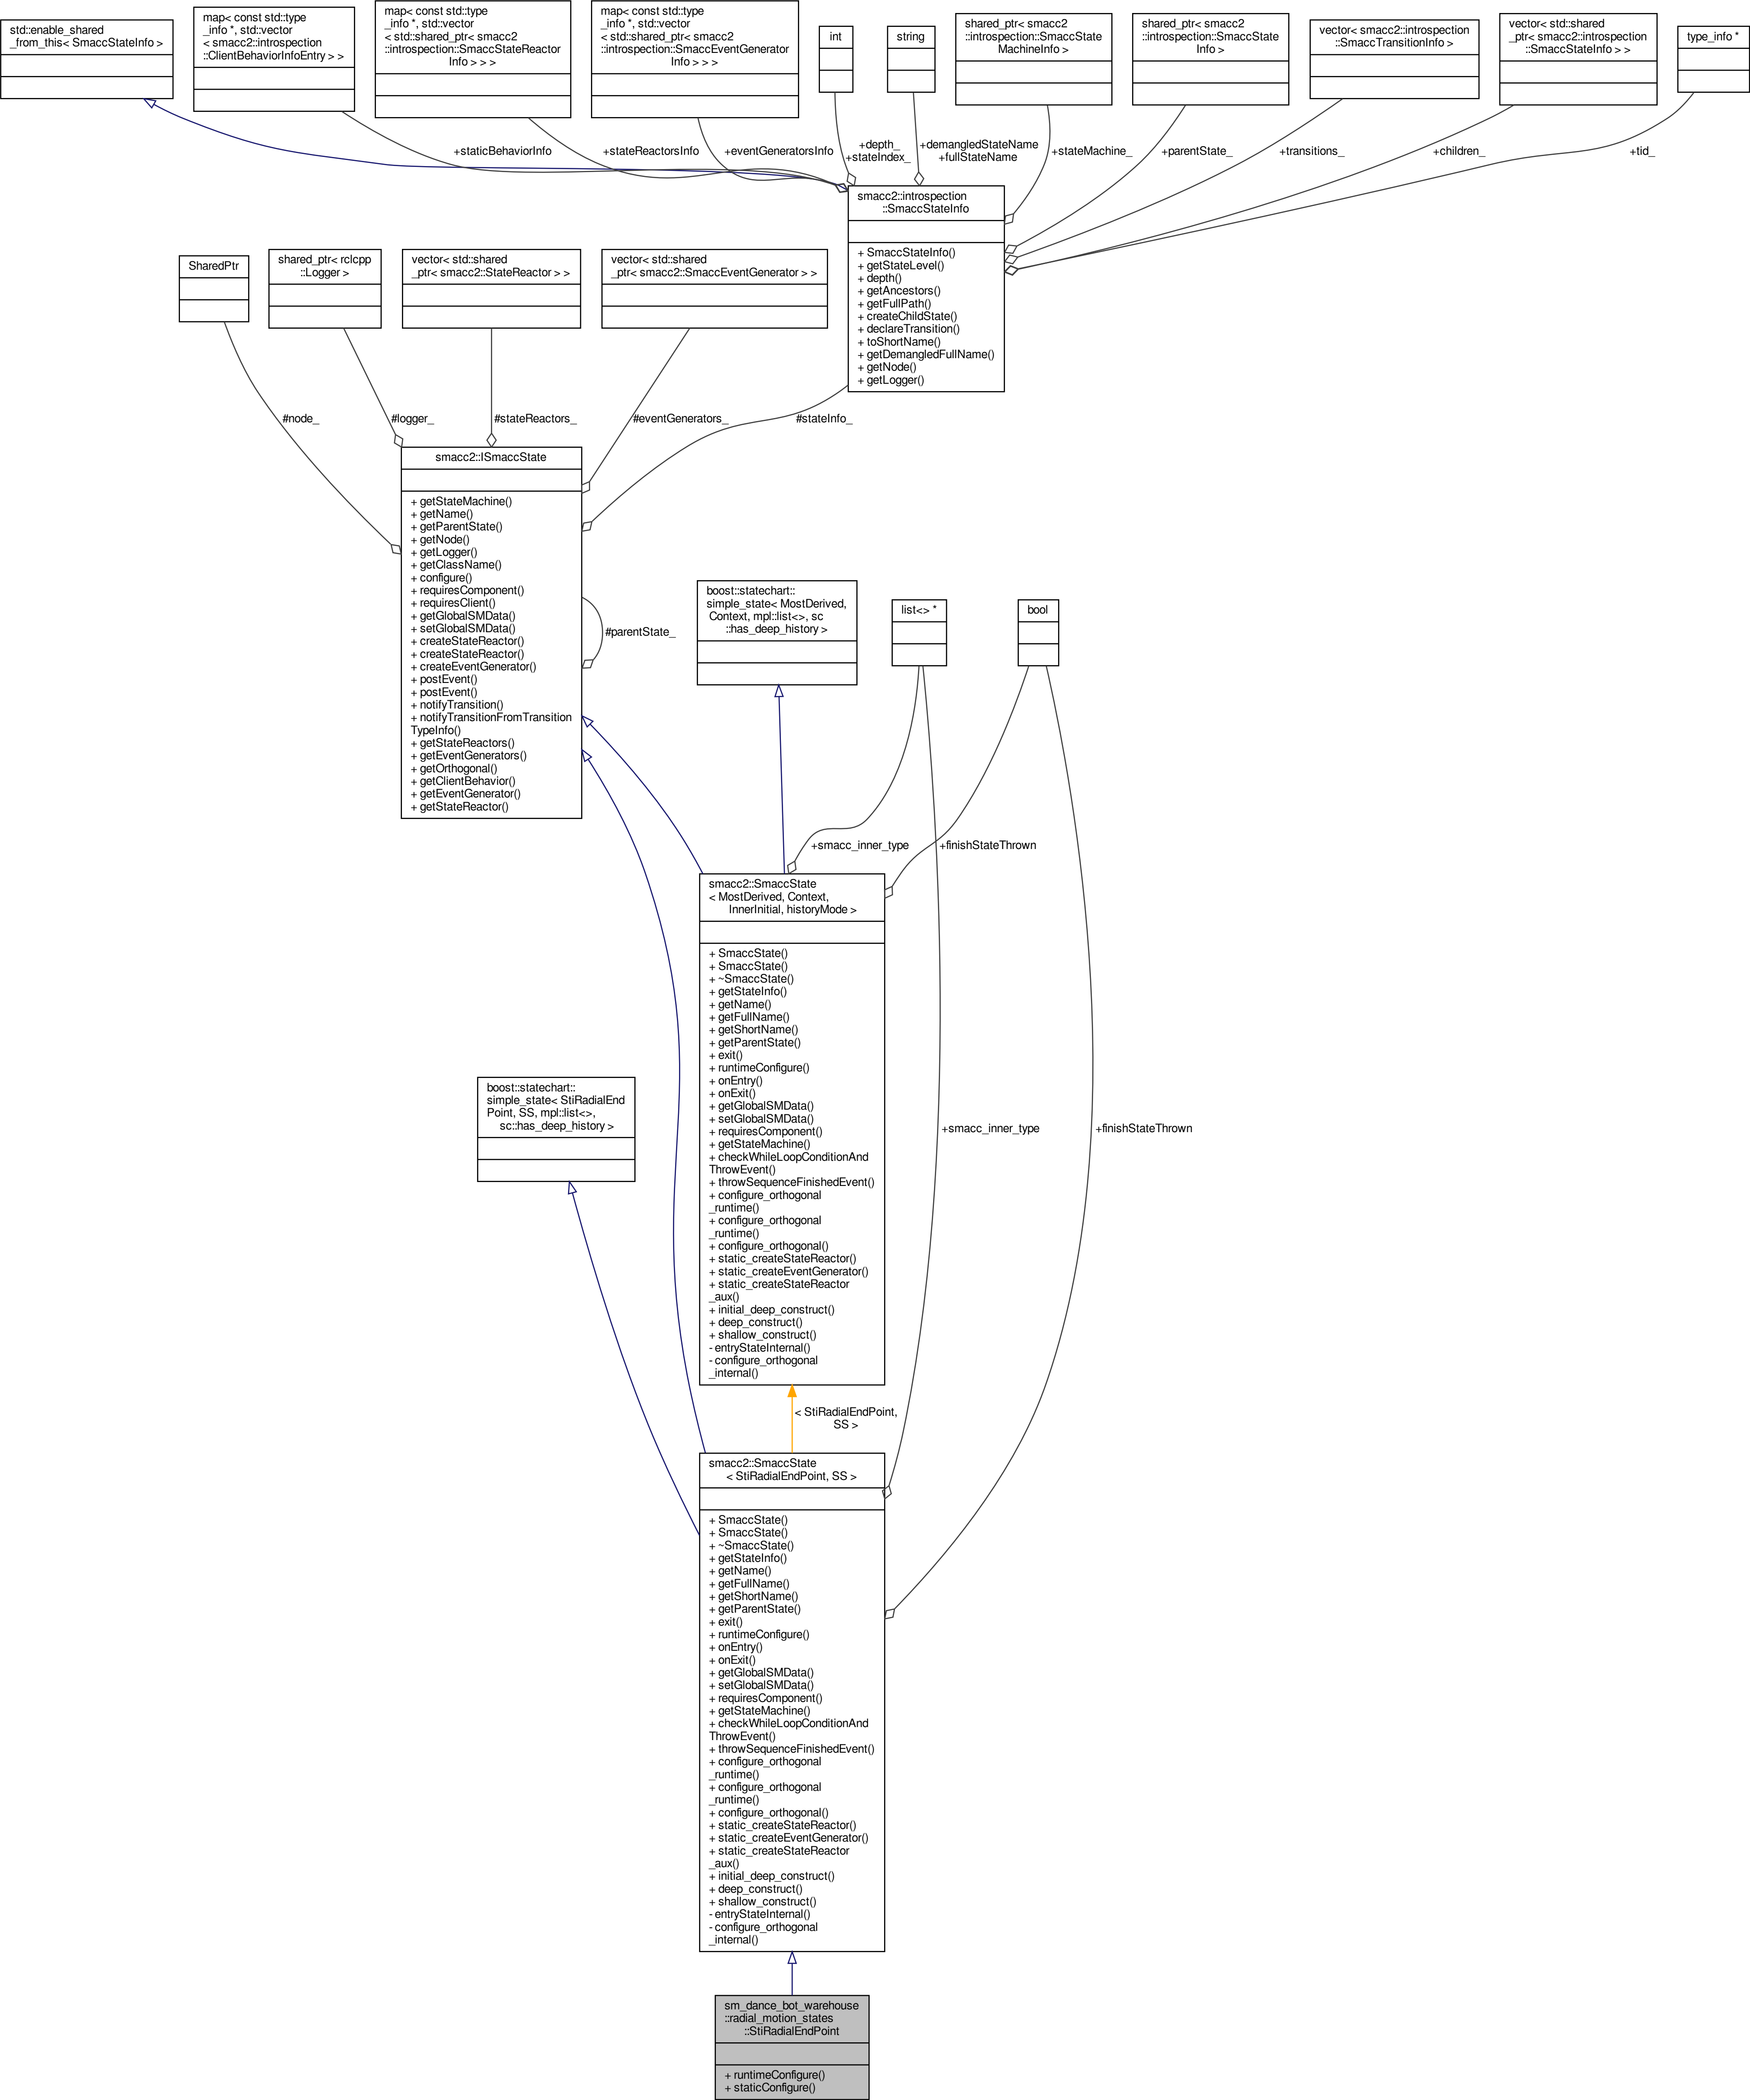 std::enable_shared
_from_this< SmaccStateInfo >
map< const std::type
_info *, std::vector
< smacc2::introspection
::ClientBehaviorInfoEntry > >
map< const std::type
_info *, std::vector
< std::shared_ptr< smacc2
::introspection::SmaccStateReactor
Info > > >
map< const std::type
_info *, std::vector
< std::shared_ptr< smacc2
::introspection::SmaccEventGenerator
Info > > >
int
string
shared_ptr< smacc2
::introspection::SmaccState
MachineInfo >
shared_ptr< smacc2
::introspection::SmaccState
Info >
vector< smacc2::introspection
::SmaccTransitionInfo >
vector< std::shared
_ptr< smacc2::introspection
::SmaccStateInfo > >
type_info *
+staticBehaviorInfo
+stateReactorsInfo
+eventGeneratorsInfo
+depth_
+stateIndex_
+demangledStateName
+fullStateName
+stateMachine_
+parentState_
+transitions_
+children_
+tid_
smacc2::introspection
::SmaccStateInfo
+ SmaccStateInfo()
+ getStateLevel()
+ depth()
+ getAncestors()
+ getFullPath()
+ createChildState()
+ declareTransition()
+ toShortName()
+ getDemangledFullName()
+ getNode()
+ getLogger()
SharedPtr
shared_ptr< rclcpp
::Logger >
vector< std::shared
_ptr< smacc2::StateReactor > >
vector< std::shared
_ptr< smacc2::SmaccEventGenerator > >
#node_
#logger_
#stateReactors_
#eventGenerators_
#stateInfo_
smacc2::ISmaccState
+ getStateMachine()
+ getName()
+ getParentState()
+ getNode()
+ getLogger()
+ getClassName()
+ configure()
+ requiresComponent()
+ requiresClient()
+ getGlobalSMData()
+ setGlobalSMData()
+ createStateReactor()
+ createStateReactor()
+ createEventGenerator()
+ postEvent()
+ postEvent()
+ notifyTransition()
+ notifyTransitionFromTransition
TypeInfo()
+ getStateReactors()
+ getEventGenerators()
+ getOrthogonal()
+ getClientBehavior()
+ getEventGenerator()
+ getStateReactor()
#parentState_
boost::statechart::
simple_state< MostDerived,
Context, mpl::list<>, sc
::has_deep_history >
list<> *
bool
+smacc_inner_type
+finishStateThrown
smacc2::SmaccState
< MostDerived, Context,
InnerInitial, historyMode >
+ SmaccState()
+ SmaccState()
+ ~SmaccState()
+ getStateInfo()
+ getName()
+ getFullName()
+ getShortName()
+ getParentState()
+ exit()
+ runtimeConfigure()
+ onEntry()
+ onExit()
+ getGlobalSMData()
+ setGlobalSMData()
+ requiresComponent()
+ getStateMachine()
+ checkWhileLoopConditionAnd
ThrowEvent()
+ throwSequenceFinishedEvent()
+ configure_orthogonal
_runtime()
+ configure_orthogonal
_runtime()
+ configure_orthogonal()
+ static_createStateReactor()
+ static_createEventGenerator()
+ static_createStateReactor
_aux()
+ initial_deep_construct()
+ deep_construct()
+ shallow_construct()
- entryStateInternal()
- configure_orthogonal
_internal()
boost::statechart::
simple_state< StiRadialEnd
Point, SS, mpl::list<>,
sc::has_deep_history >
+smacc_inner_type
+finishStateThrown
< StiRadialEndPoint,
SS >
smacc2::SmaccState
< StiRadialEndPoint, SS >
+ SmaccState()
+ SmaccState()
+ ~SmaccState()
+ getStateInfo()
+ getName()
+ getFullName()
+ getShortName()
+ getParentState()
+ exit()
+ runtimeConfigure()
+ onEntry()
+ onExit()
+ getGlobalSMData()
+ setGlobalSMData()
+ requiresComponent()
+ getStateMachine()
+ checkWhileLoopConditionAnd
ThrowEvent()
+ throwSequenceFinishedEvent()
+ configure_orthogonal
_runtime()
+ configure_orthogonal
_runtime()
+ configure_orthogonal()
+ static_createStateReactor()
+ static_createEventGenerator()
+ static_createStateReactor
_aux()
+ initial_deep_construct()
+ deep_construct()
+ shallow_construct()
- entryStateInternal()
- configure_orthogonal
_internal()
sm_dance_bot_warehouse
::radial_motion_states
::StiRadialEndPoint
+ runtimeConfigure()
+ staticConfigure()